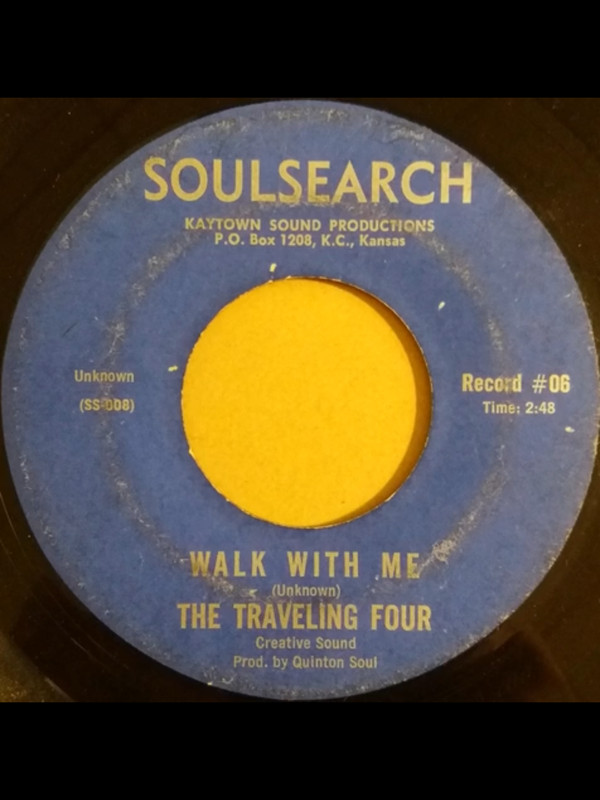 SOULSEARCH
KAYTOWN SOUND PRODUCTIONS
P.O. Box 1208, K.C., Kansas
Unknown
(SS-008)
Record #06
Time: 2:48
WALK WITH ME
(Unknown)
THE TRAVELING FOUR
Creative Sound
Prod. by Quinton Soul